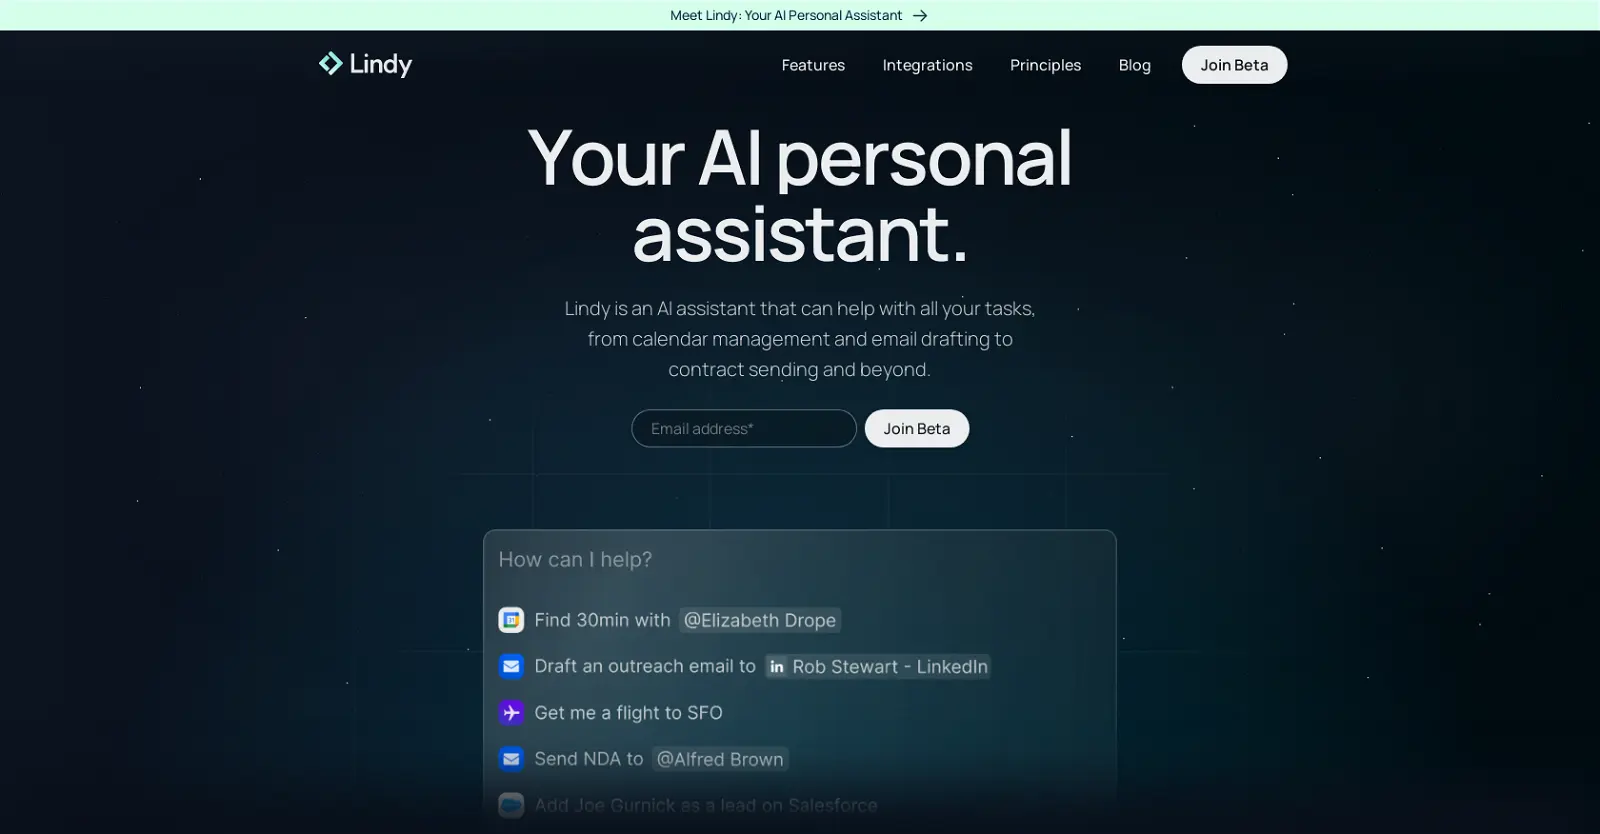 Meet Lindy: Your AI Personal Assistant
Lindy
Features
Integrations
Principles
Blog
Join Beta
Your AI personal
assistant.
Lindy is an AI assistant that can help with all your tasks,
from calendar management and email drafting to
contract sending and beyond.
Email address*
Join Beta
How can I help?
31
Find 30min with @Elizabeth Drope
Draft an outreach email to in Rob Stewart - LinkedIn
Get me a flight to SFO
Send NDA to @Alfred Brown
Add Joe Gurnick as a lead on Salesforce